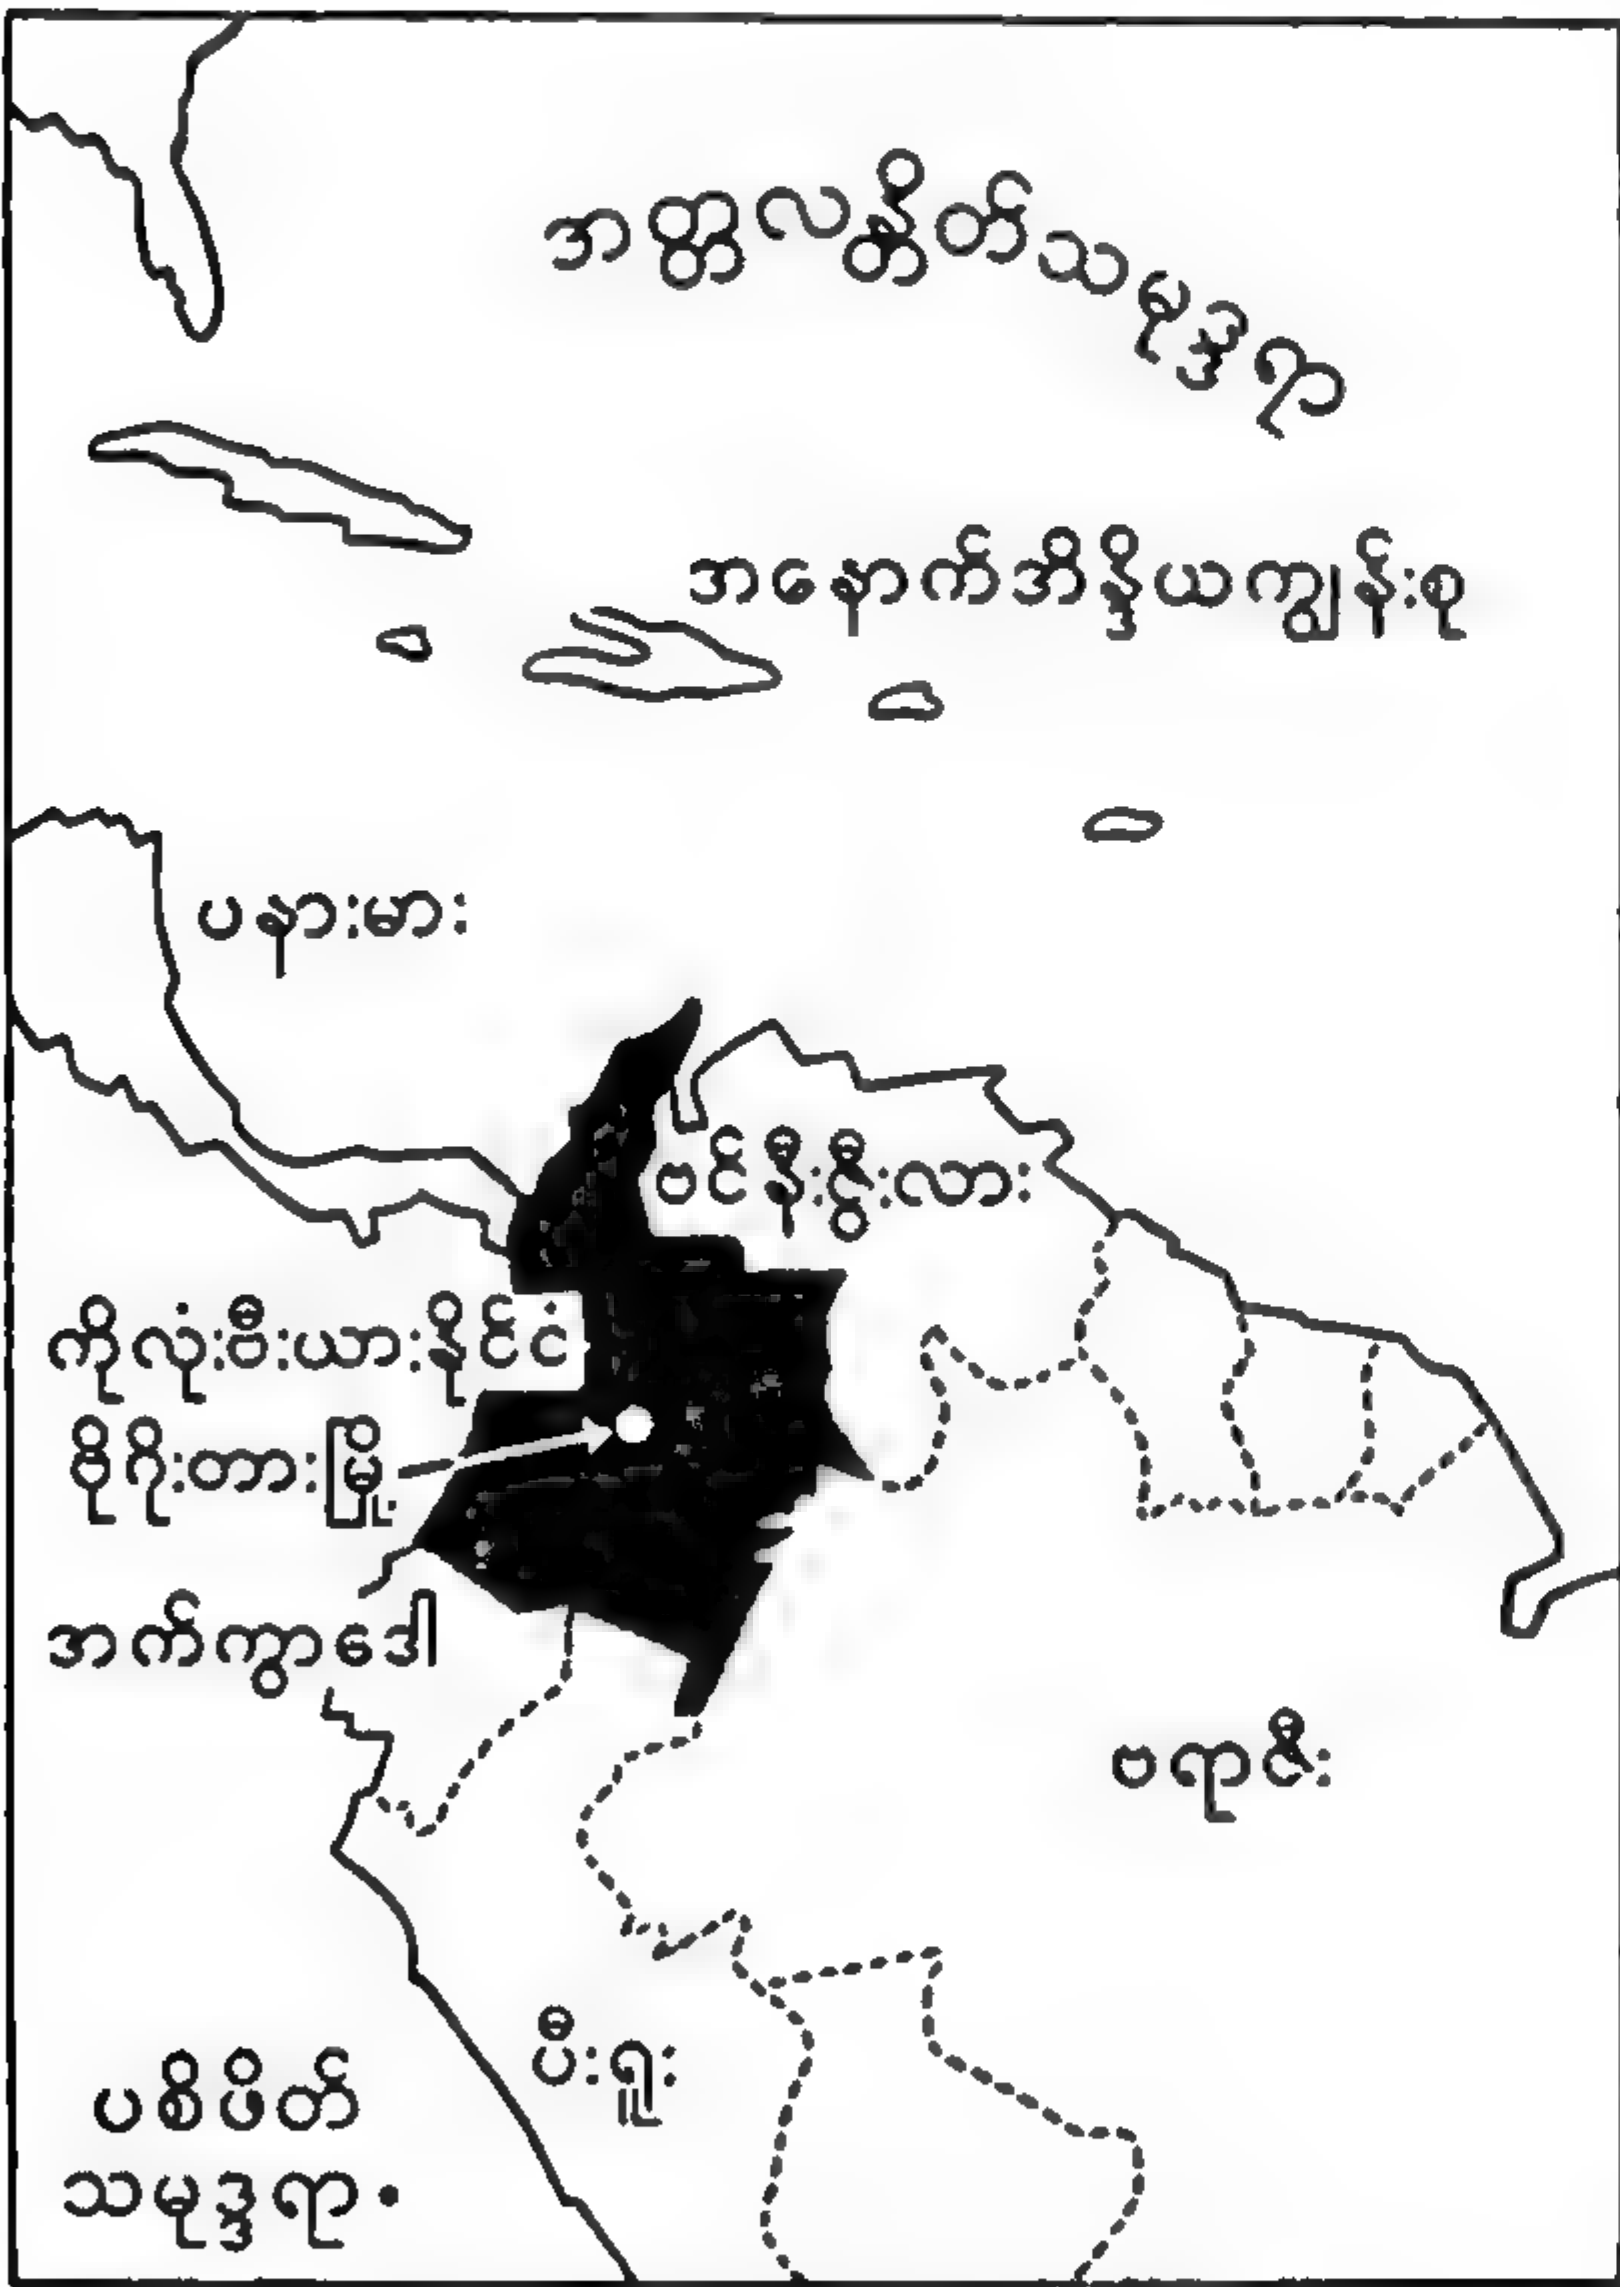 အတ္တလန္တိတ်သမုဒ္ဒရာ
အနောက်အိန္ဒိယကျွန်းစု
ပနားမား
ဗင်နီးဇွီးလား
ကိုလုံးဗီးယားနိုင်ငံ
ဗိုဂိုးတားမြို့
အက်ကွာဒေါ
ဗရာဇီး
ပီးရူး
ပစိဖိတ်
သမုဒ္ဒရာ